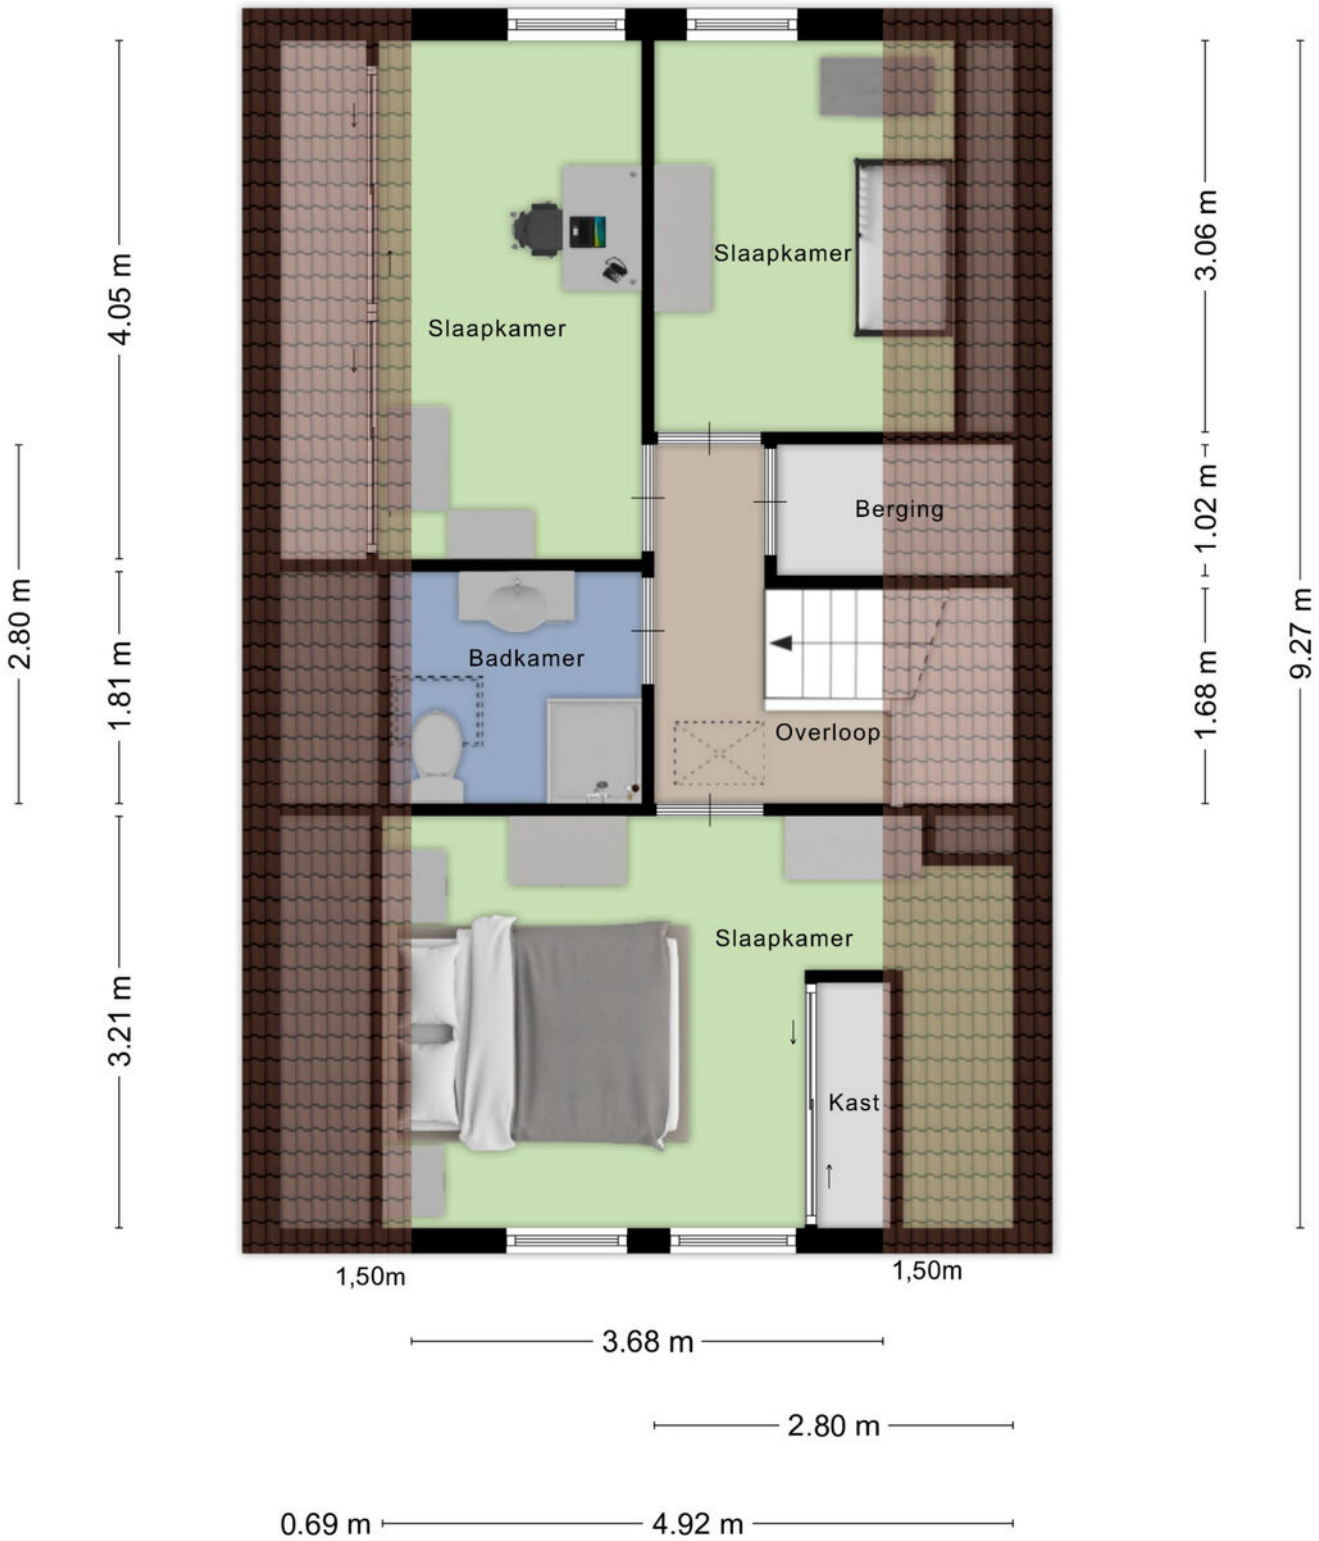 Slaapkamer
Slaapkamer
Berging
Badkamer
Overloop
Slaapkamer
Kast
4.05 m
2.80 m
1.81 m
3.21 m
3.06 m
1.02 m
1.68 m
9.27 m
1,50m
1,50m
3.68 m
2.80 m
0.69 m
4.92 m